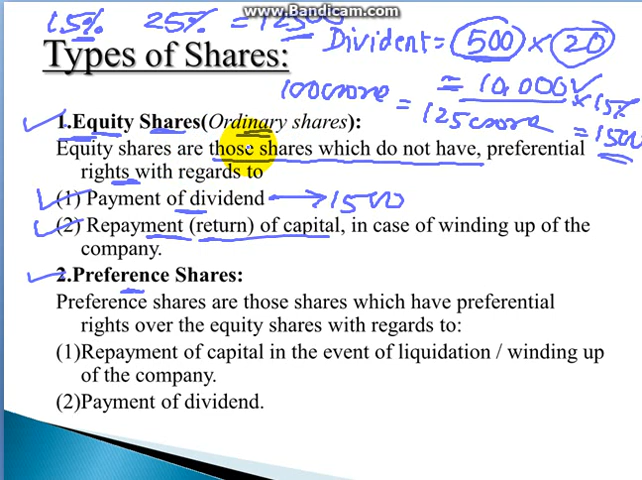 www.Bandicam.com
15% 25% = 12500
Types of Shares:
Divident = 500 × 20
= 10,000
100crore = 125crore
× 15%
= 1500
1.Equity Shares(Ordinary shares):
Equity shares are those shares which do not have, preferential
rights with regards to
(1) Payment of dividend → 1500
(2) Repayment (return) of capital, in case of winding up of the
company.
2.Preference Shares:
Preference shares are those shares which have preferential
rights over the equity shares with regards to:
(1)Repayment of capital in the event of liquidation / winding up
of the company.
(2)Payment of dividend.